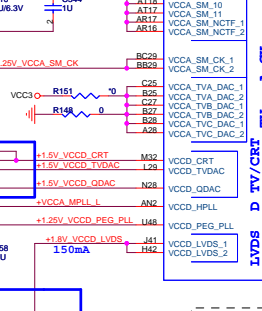 AT18 VCCA_SM_10
AT17 VCCA_SM_11
AR17 VCCA_SM_NCTF_1
AR16 VCCA_SM_NCTF_2
U/6.3V
1U
2
.25V_VCCA_SM_CK
BC29 VCCA_SM_CK_1
BB29 VCCA_SM_CK_2
VCC3
R151 *0
R148 0
C25 VCCA_TVA_DAC_1
B25 VCCA_TVA_DAC_2
C27 VCCA_TVB_DAC_1
B27 VCCA_TVB_DAC_2
B28 VCCA_TVC_DAC_1
A28 VCCA_TVC_DAC_2
+1.5V_VCCD_CRT M32 VCCD_CRT
+1.5V_VCCD_TVDAC L29 VCCD_TVDAC
+1.5V_VCCD_QDAC N28 VCCD_QDAC
+VCCA_MPLL_L AN2 VCCD_HPLL
+1.25V_VCCD_PEG_PLL U48 VCCD_PEG_PLL
+1.8V_VCCD_LVDS J41 VCCD_LVDS_1
150mA H42 VCCD_LVDS_2
58
U
LVDS
D TV/CRT